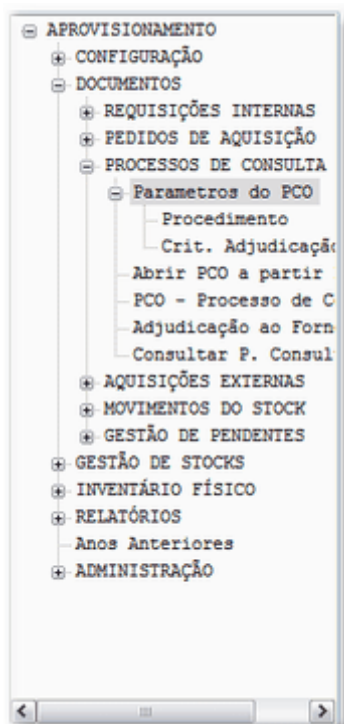 APROVISIONAMENTO
CONFIGURAÇÃO
DOCUMENTOS
REQUISIÇÕES INTERNAS
PEDIDOS DE AQUISIÇÃO
PROCESSOS DE CONSULTA
Parametros do PCO
Procedimento
Crit. Adjudicaçã
Abrir PCO a partir
PCO - Processo de C
Adjudicação ao Forn
Consultar P. Consul
AQUISIÇÕES EXTERNAS
MOVIMENTOS DO STOCK
GESTÃO DE PENDENTES
GESTÃO DE STOCKS
INVENTÁRIO FÍSICO
RELATÓRIOS
Anos Anteriores
ADMINISTRAÇÃO